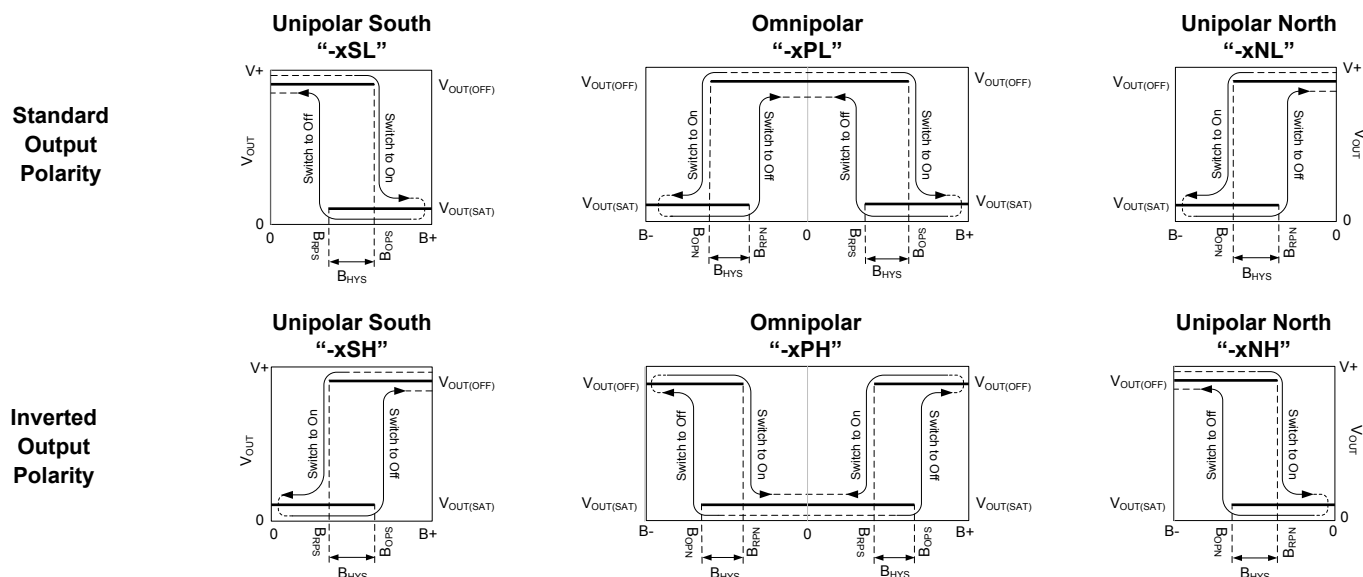 Unipolar South
“-xSL”
Omnipolar
“-xPL”
Unipolar North
“-xNL”
Standard
Output
Polarity
V+
VOUT
0
0
B+
VOUT(OFF)
VOUT(SAT)
Switch to Off
Switch to On
BRPS
BOPS
BHYS
VOUT(OFF)
VOUT(SAT)
Switch to On
Switch to Off
Switch to Off
Switch to On
VOUT(OFF)
VOUT(SAT)
B-
BOPN
BRPN
0
BRPS
BOPS
B+
BHYS
BHYS
VOUT(OFF)
VOUT(SAT)
Switch to On
Switch to Off
V+
VOUT
0
B-
BOPN
BRPN
0
BHYS
Unipolar South
“-xSH”
Omnipolar
“-xPH”
Unipolar North
“-xNH”
Inverted
Output
Polarity
V+
VOUT
0
0
B+
VOUT(OFF)
VOUT(SAT)
Switch to On
Switch to Off
BRPS
BOPS
BHYS
VOUT(OFF)
VOUT(SAT)
Switch to Off
Switch to On
Switch to On
Switch to Off
VOUT(OFF)
VOUT(SAT)
B-
BOPN
BRPN
0
BRPS
BOPS
B+
BHYS
BHYS
VOUT(OFF)
VOUT(SAT)
Switch to Off
Switch to On
V+
VOUT
0
B-
BOPN
BRPN
0
BHYS